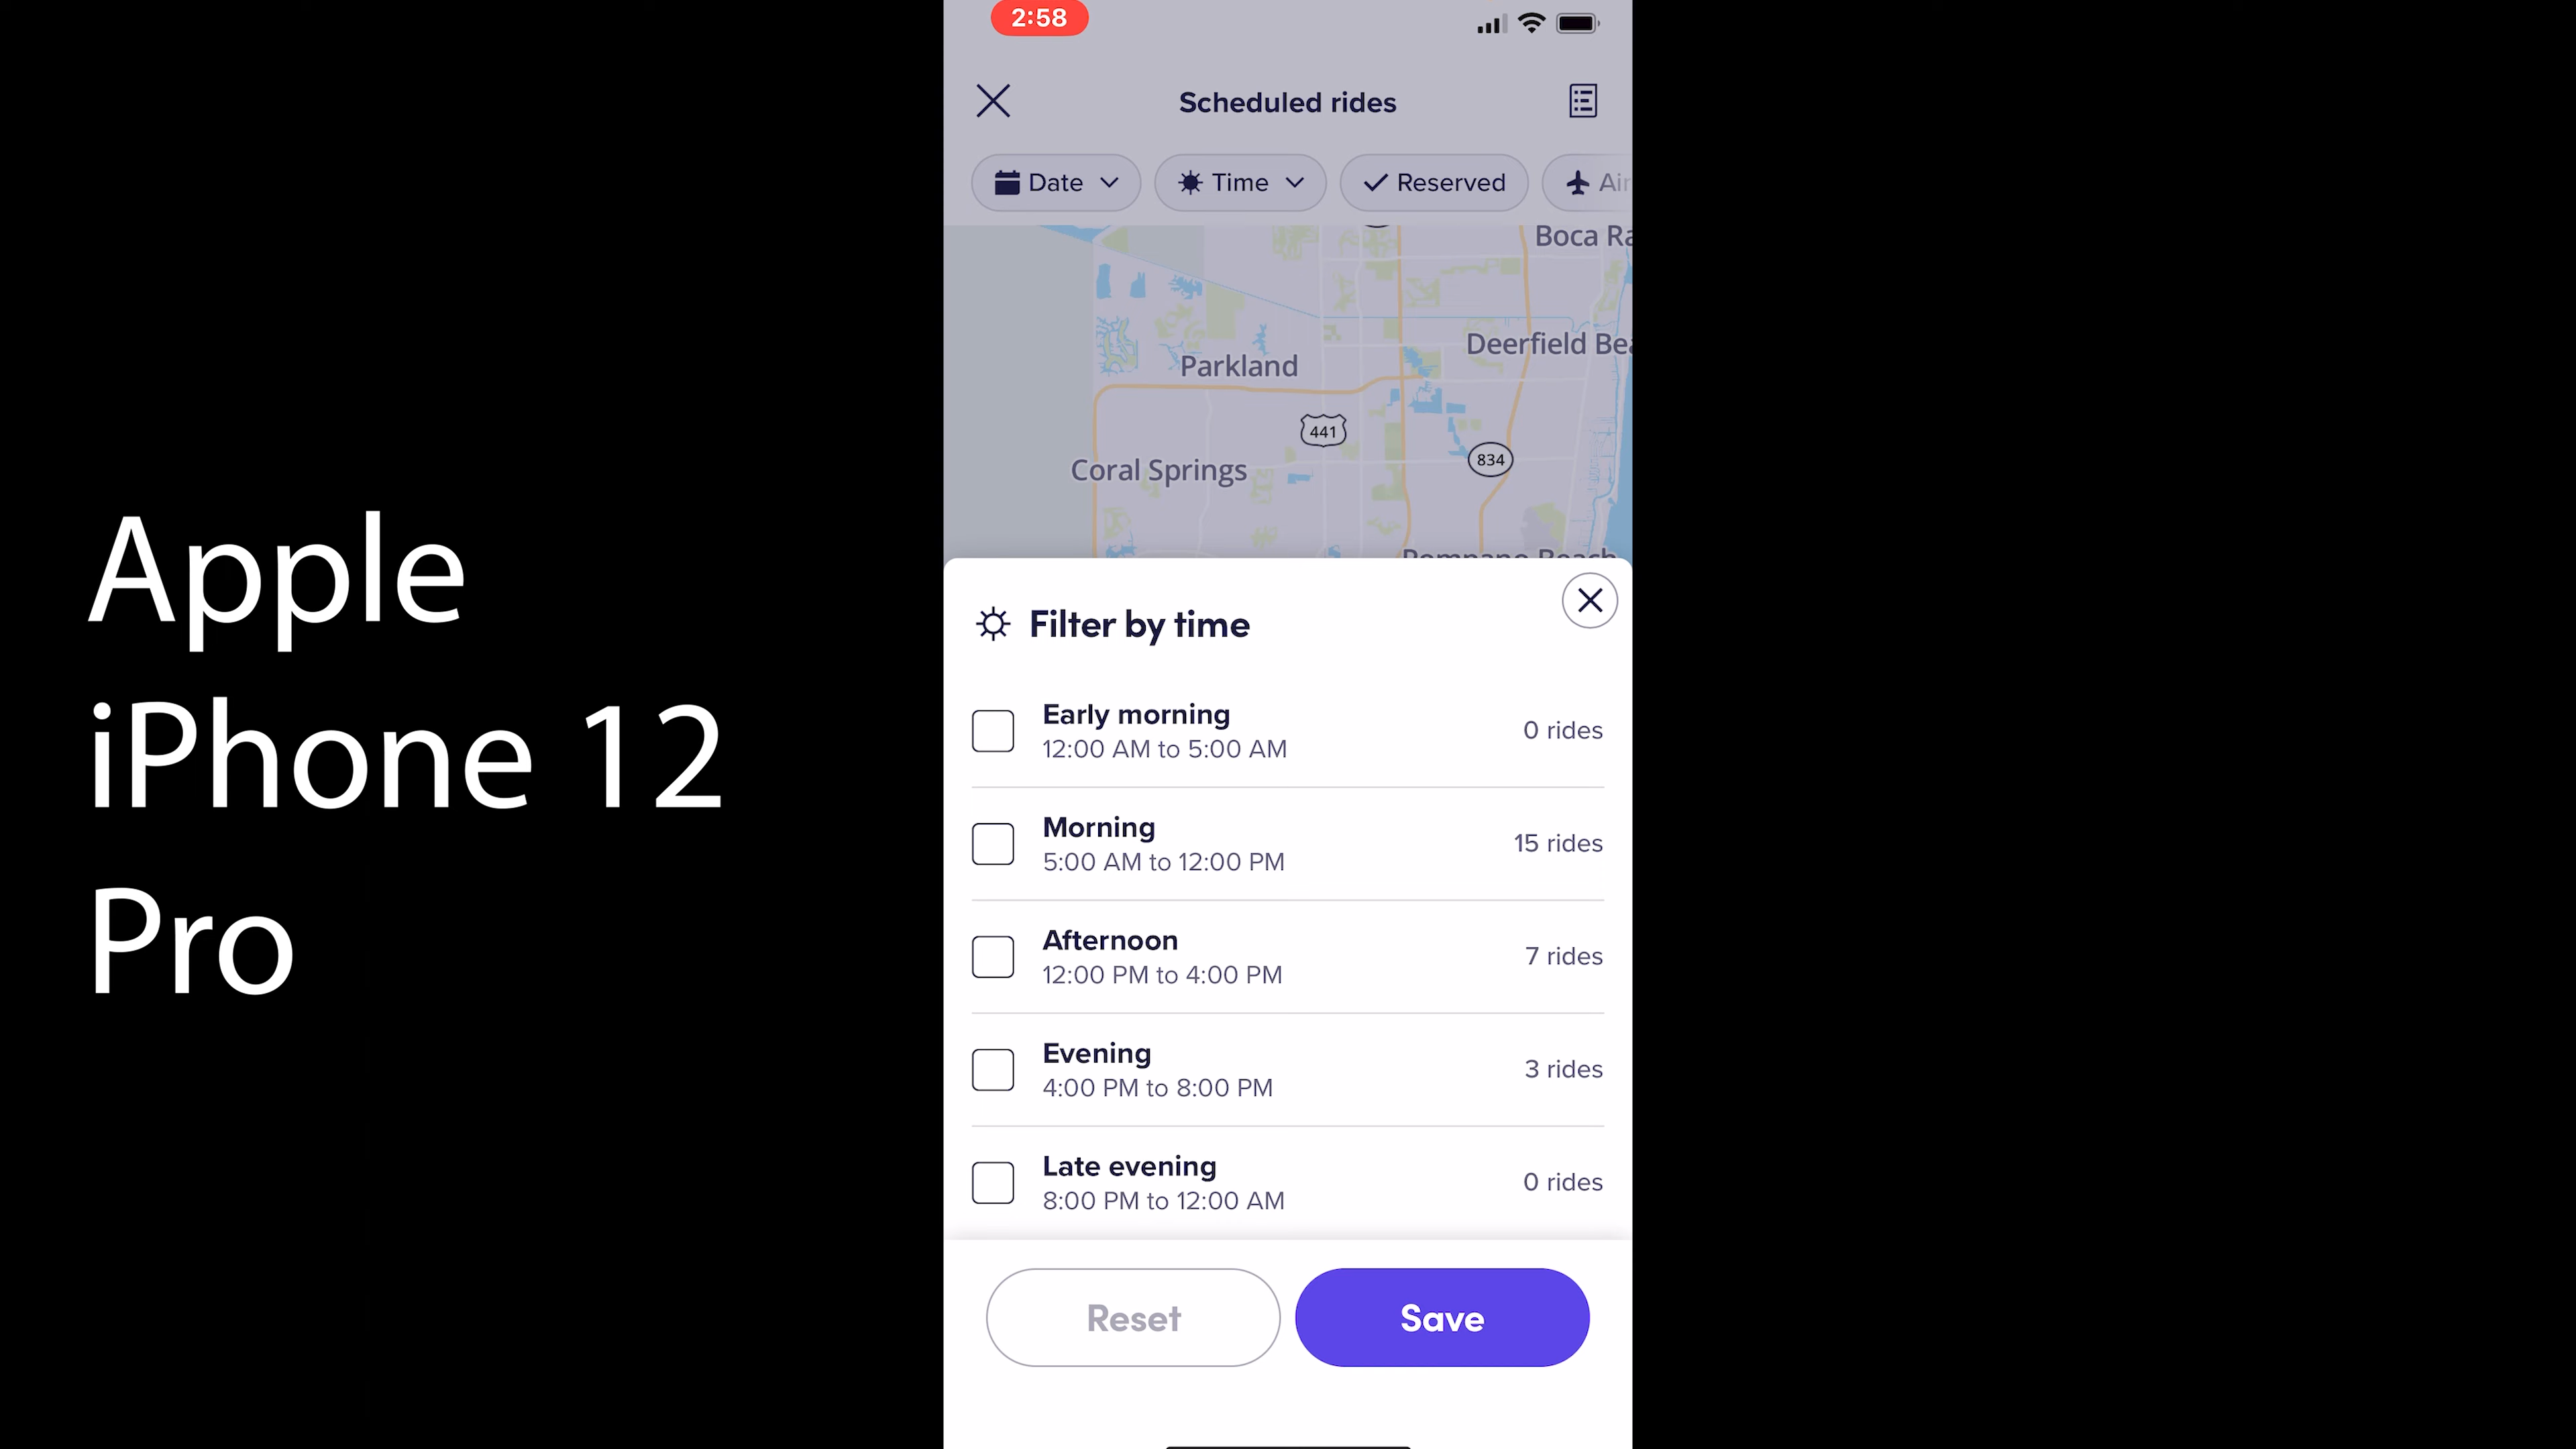 Apple
iPhone 12
Pro
2:58
Scheduled rides
Date
Time
Reserved
Boca
Deerfield
Parkland
441
834
Coral Springs
Pompano Beach
Filter by time
Early morning
12:00 AM to 5:00 AM
0 rides
Morning
5:00 AM to 12:00 PM
15 rides
Afternoon
12:00 PM to 4:00 PM
7 rides
Evening
4:00 PM to 8:00 PM
3 rides
Late evening
8:00 PM to 12:00 AM
0 rides
Reset
Save